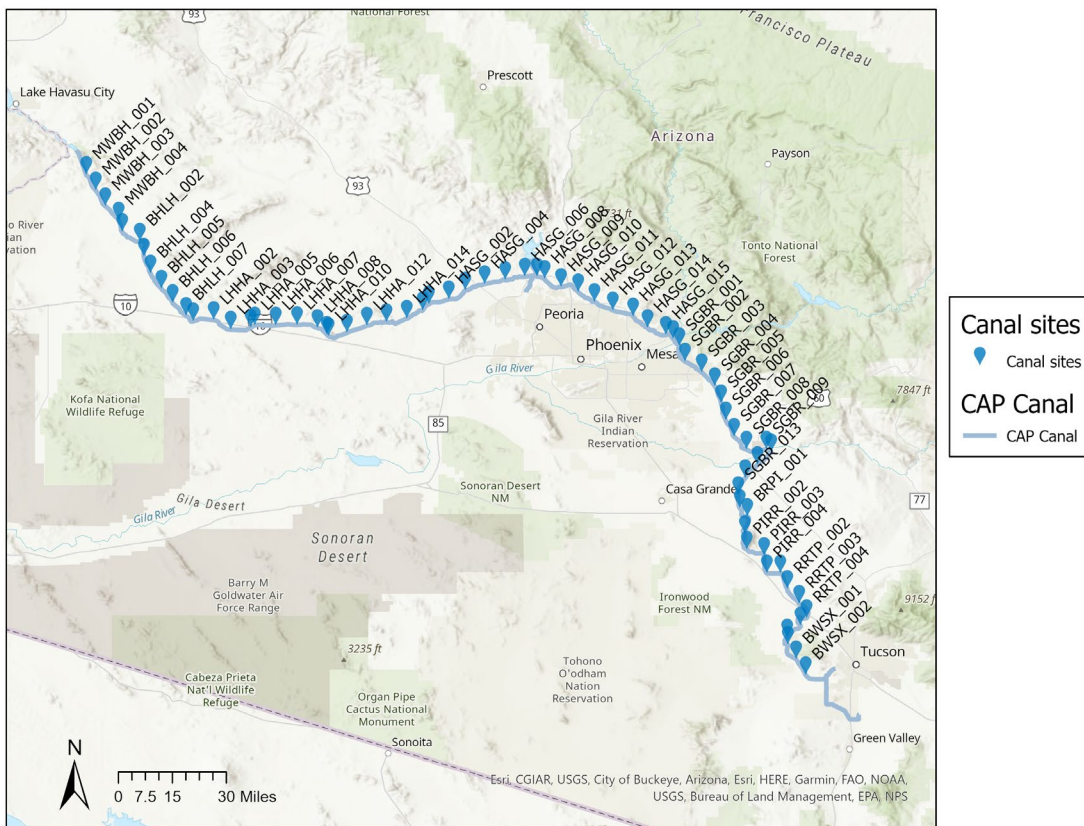 93
National Forest
Francisco Plateau
Lake Havasu City
Prescott
Arizona
Payson
MWBH_001
MWBH_002
MWBH_003
MWBH_004
93
BHLH_002
BHLH_004
BHLH_005
BHLH_006
BHLH_007
Tonto National
Forest
10
LHHA_002
LHHA_003
LHHA_005
LHHA_006
LHHA_007
LHHA_008
LHHA_010
LHHA_012
LHHA_014
HASG_002
HASG_004
HASG_006
HASG_008
HASG_009
HASG_010
HASG_011
HASG_012
HASG_013
HASG_014
HASG_015
SGBR_001
SGBR_002
SGBR_003
SGBR_004
SGBR_005
SGBR_006
SGBR_007
SGBR_008
SGBR_009
SGBR_013
Peoria
Phoenix
Mesa
Gila River
7847 ft
60
Kofa National
Wildlife Refuge
85
Gila River
Indian
Reservation
BRPI_001
PIRR_002
PIRR_003
PIRR_004
RRTP_002
RRTP_003
RRTP_004
BWSX_001
BWSX_002
Sonoran Desert
NM
Casa Grande
77
Gila Desert
Gila River
Sonoran
Desert
Barry M
Goldwater Air
Force Range
Ironwood
Forest NM
9152 ft
3235 ft
Tucson
Cabeza Prieta
Nat'l Wildlife
Refuge
Tohono
O'odham
Nation
Reservation
Organ Pipe
Cactus National
Monument
Sonoita
Green Valley
N
0 7.5 15 30 Miles
Esri, CGIAR, USGS, City of Buckeye, Arizona, Esri, HERE, Garmin, FAO, NOAA,
USGS, Bureau of Land Management, EPA, NPS
Canal sites
Canal sites
CAP Canal
CAP Canal